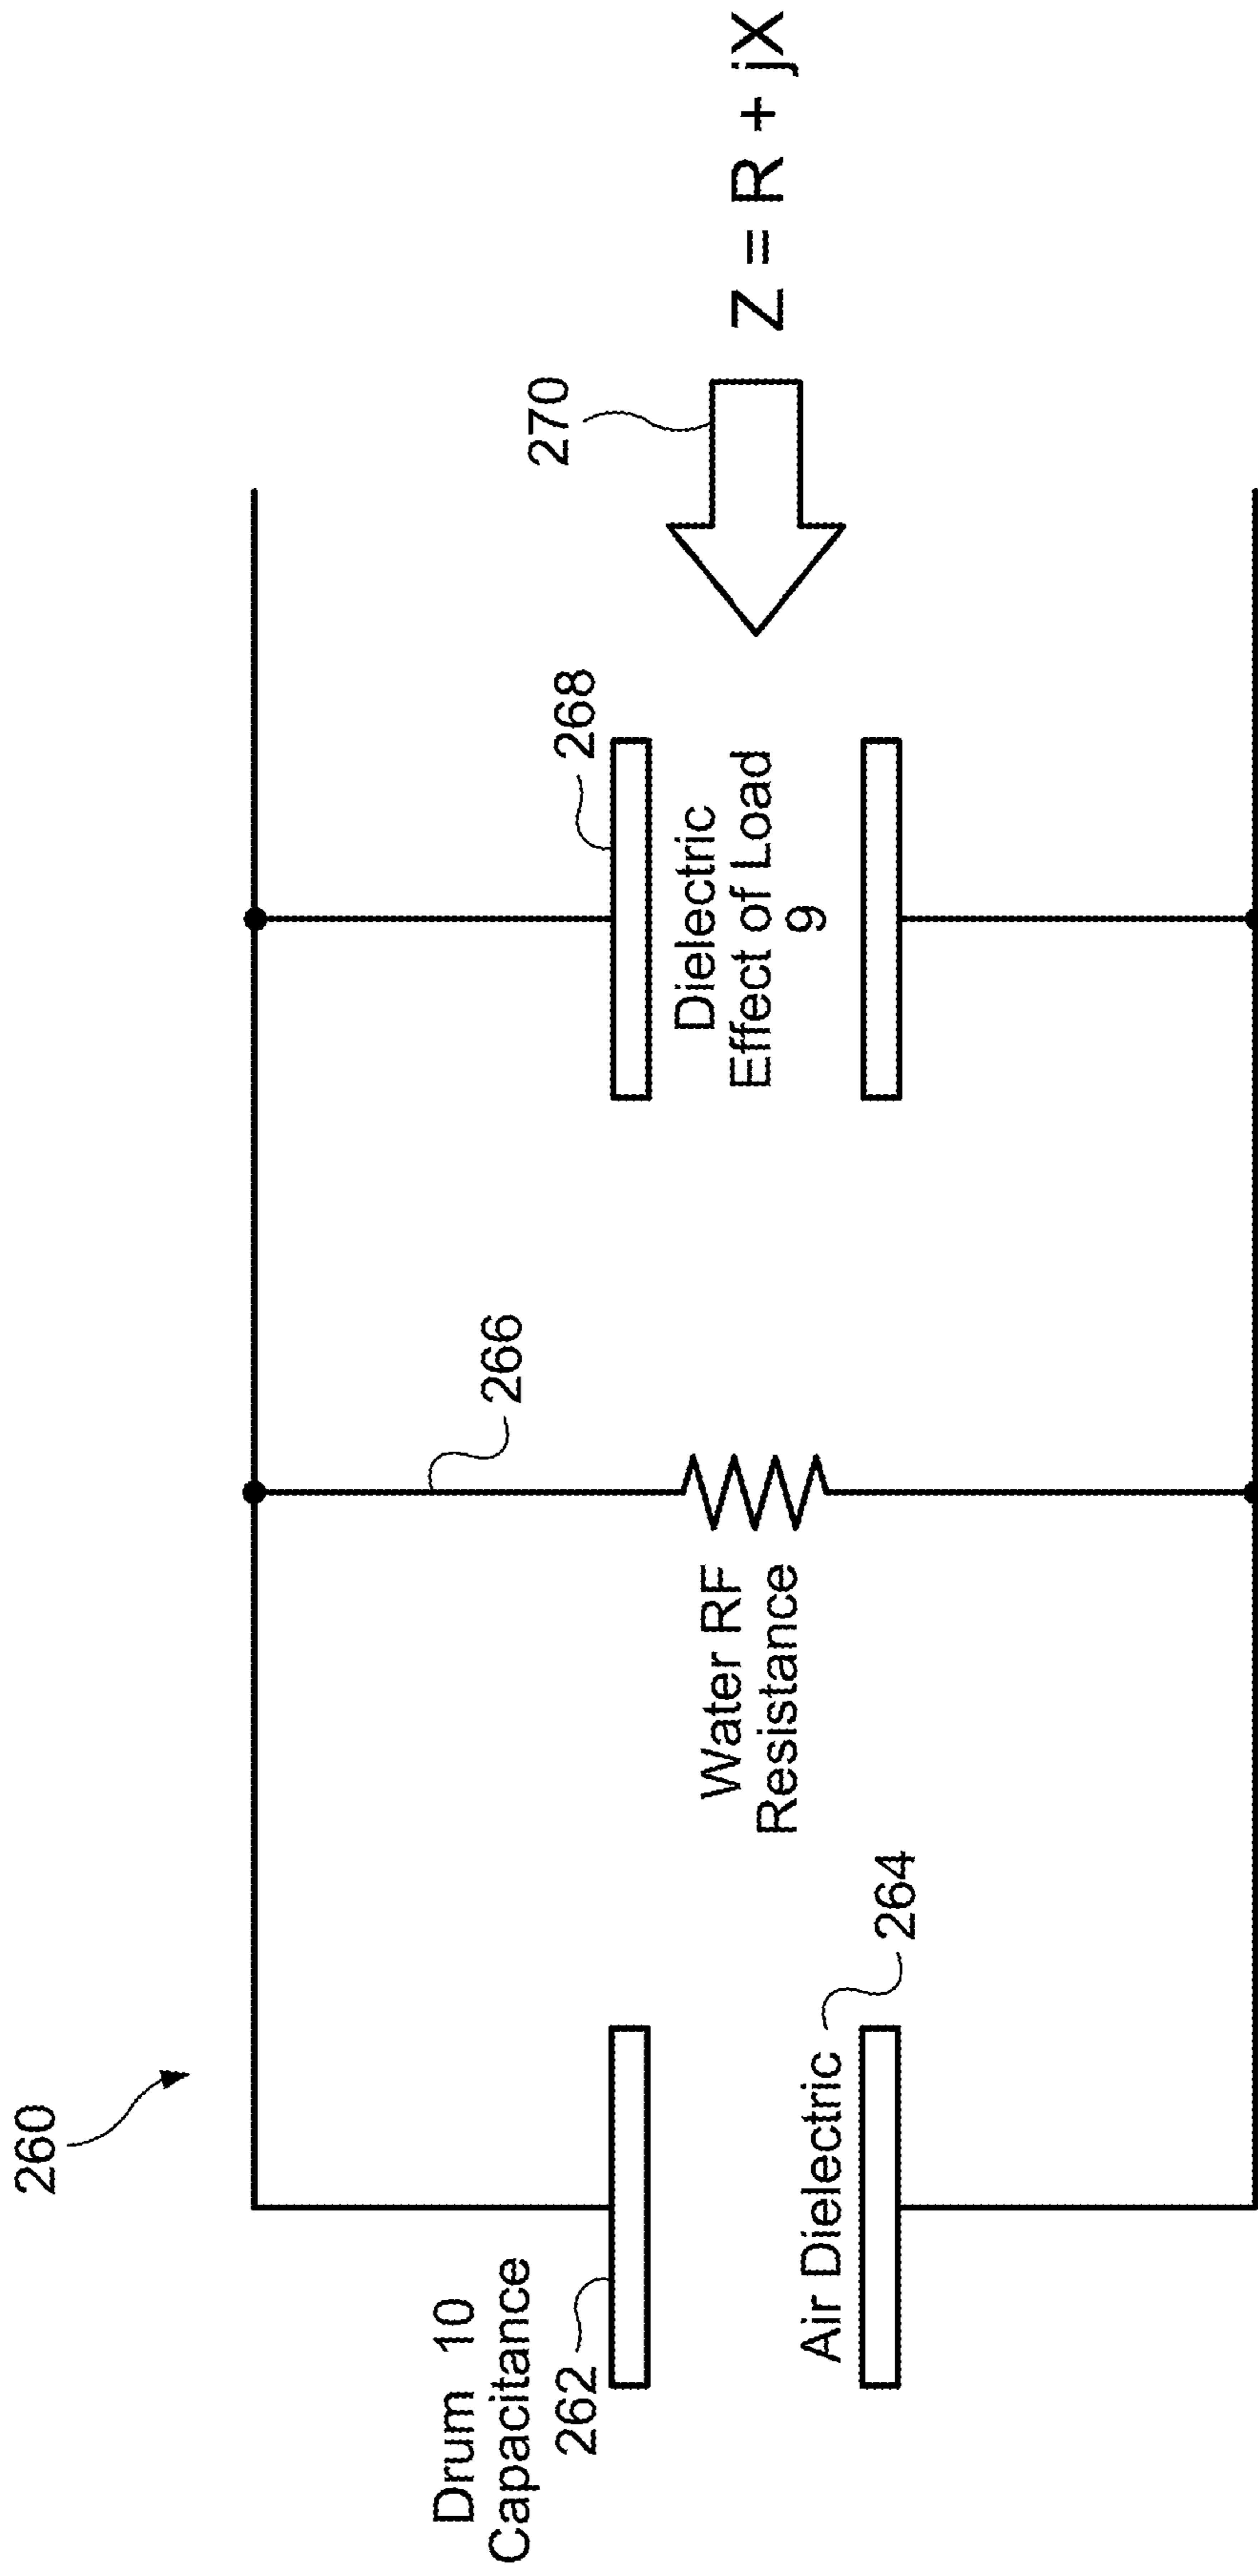 260
Drum 10
Capacitance
262
Air Dielectric
264
Water RF
Resistance
266
Dielectric
Effect of Load
9
268
270
Z = R + jX